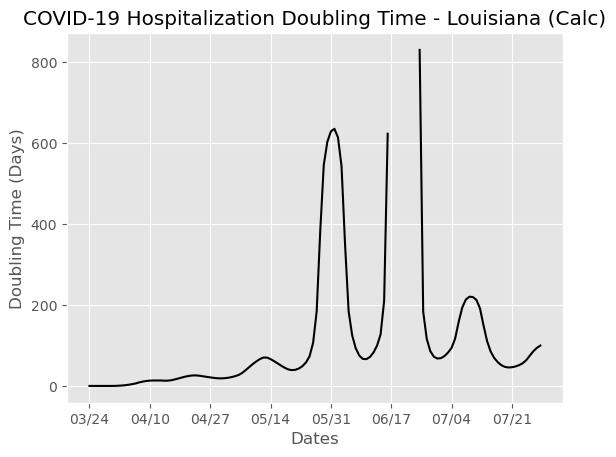 COVID-19 Hospitalization Doubling Time - Louisiana (Calc)
Doubling Time (Days)
800
600
400
200
0
03/24 04/10 04/27 05/14 05/31 06/17 07/04 07/21
Dates